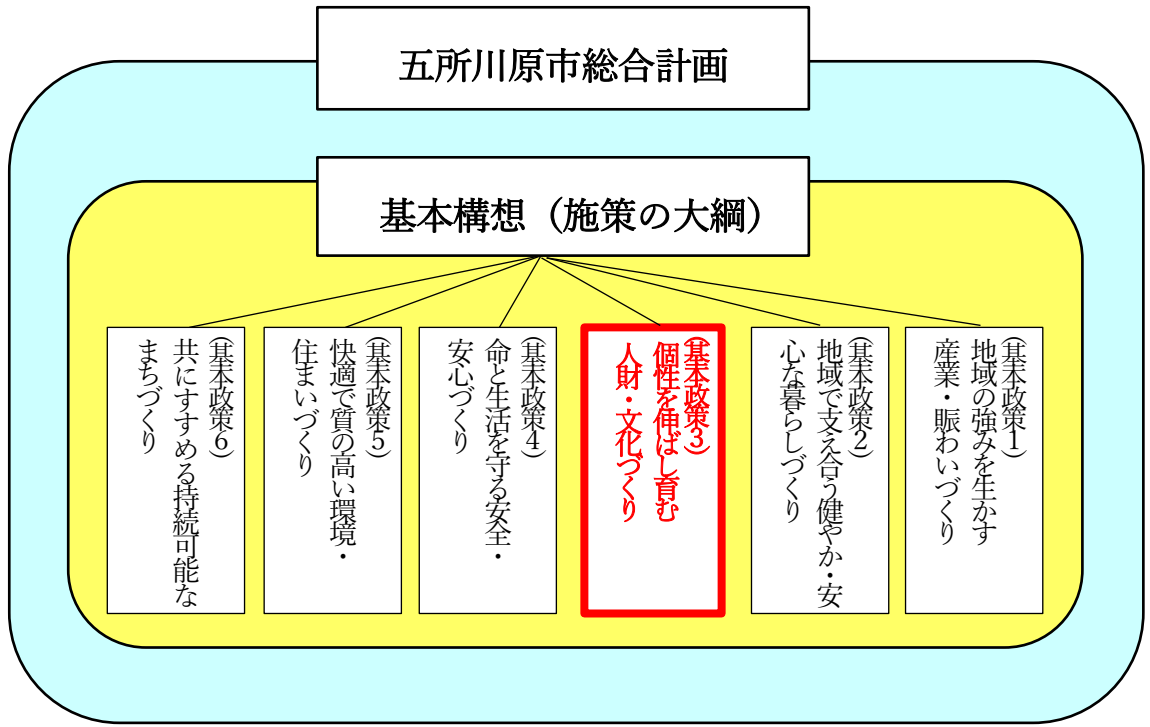 五所川原市総合計画
基本構想（施策の大綱）
（基本政策１）
地域の強みを生かす
産業・賑わいづくり
（基本政策２）
地域で支え合う健やか・安
心な暮らしづくり
（基本政策３）
個性を伸ばし育む
人財・文化づくり
（基本政策４）
命と生活を守る安全・
安心づくり
（基本政策５）
快適で質の高い環境・
住まいづくり
（基本政策６）
共にすすめる持続可能な
まちづくり